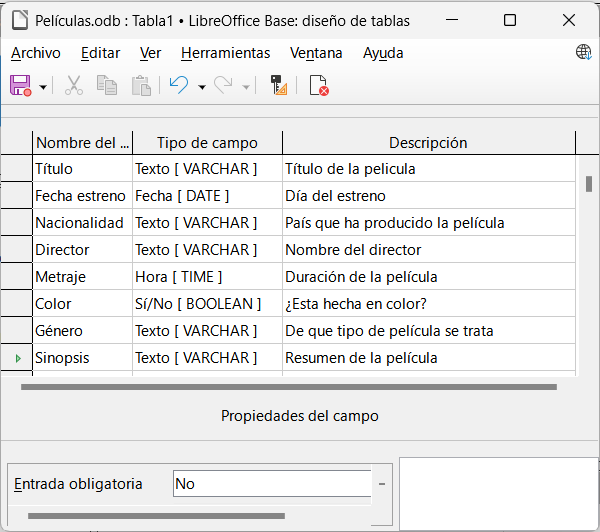 Películas.odb : Tabla1 • LibreOffice Base: diseño de tablas
Archivo Editar Ver Herramientas Ventana Ayuda
Nombre del ... Tipo de campo Descripción
Título Texto [ VARCHAR ] Título de la pelicula
Fecha estreno Fecha [ DATE ] Día del estreno
Nacionalidad Texto [ VARCHAR ] País que ha producido la película
Director Texto [ VARCHAR ] Nombre del director
Metraje Hora [ TIME ] Duración de la película
Color Sí/No [ BOOLEAN ] ¿Esta hecha en color?
Género Texto [ VARCHAR ] De que tipo de película se trata
Sinopsis Texto [ VARCHAR ] Resumen de la película
Propiedades del campo
Entrada obligatoria No